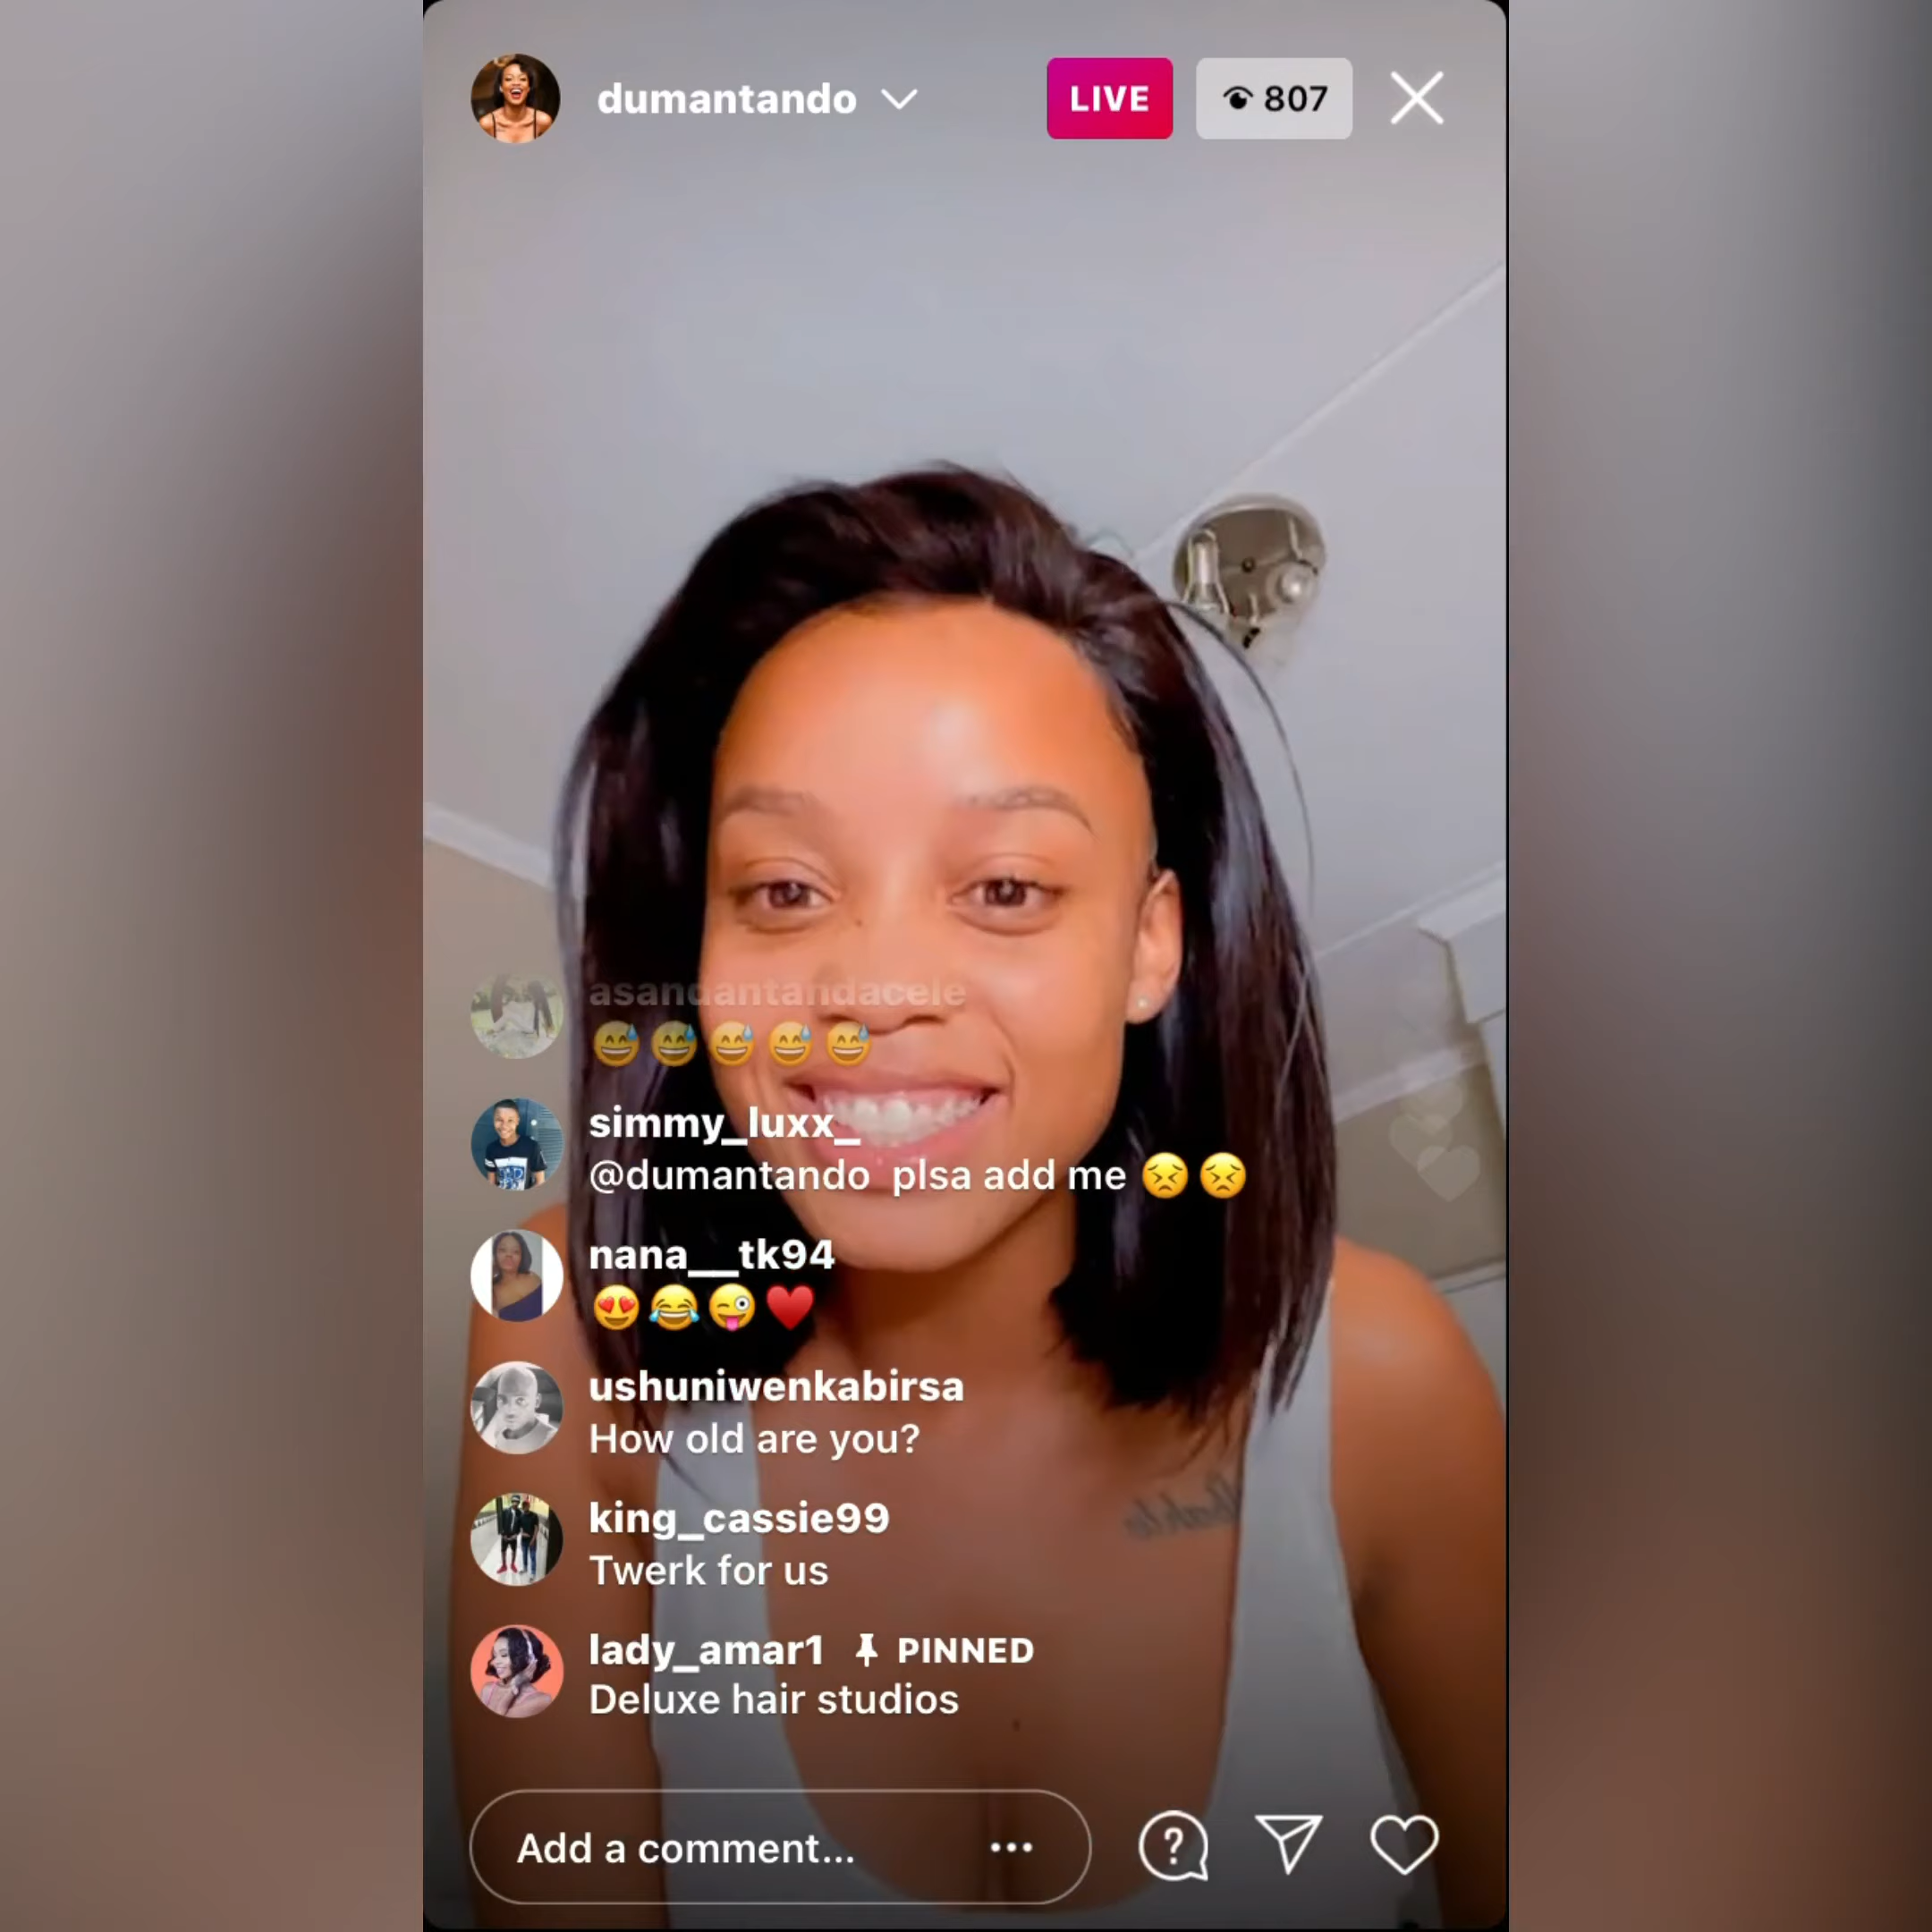 dumantando
LIVE
807
asandantandacele
😅😅😅😅😅
simmy_luxx_
@dumantando plsa add me 😣😣
nana__tk94
😍😂😜❤️
ushuniwenkabirsa
How old are you?
king_cassie99
Twerk for us
lady_amar1 PINNED
Deluxe hair studios
Add a comment...